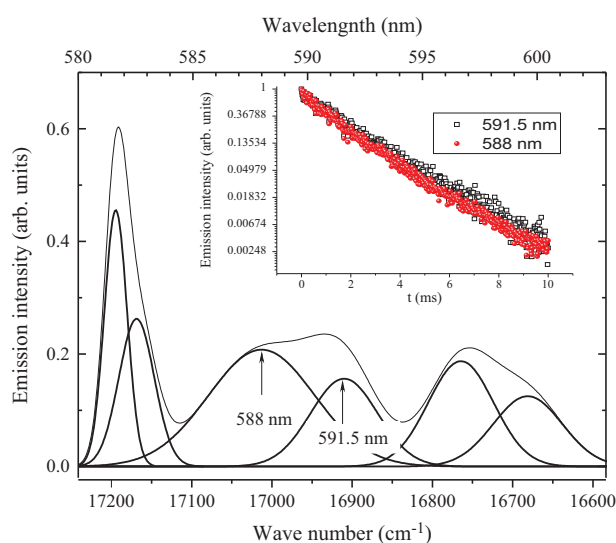 Wavelegnth (nm)
580 585 590 595 600
Emission intensity (arb. units)
0.6
0.4
0.2
0.0
Emission intensity (arb. units)
1
0.36788
0.13534
0.04979
0.01832
0.00674
0.00248
591.5 nm
588 nm
0 2 4 6 8 10
t (ms)
588 nm
591.5 nm
17200 17100 17000 16900 16800 16700 16600
Wave number (cm⁻¹)